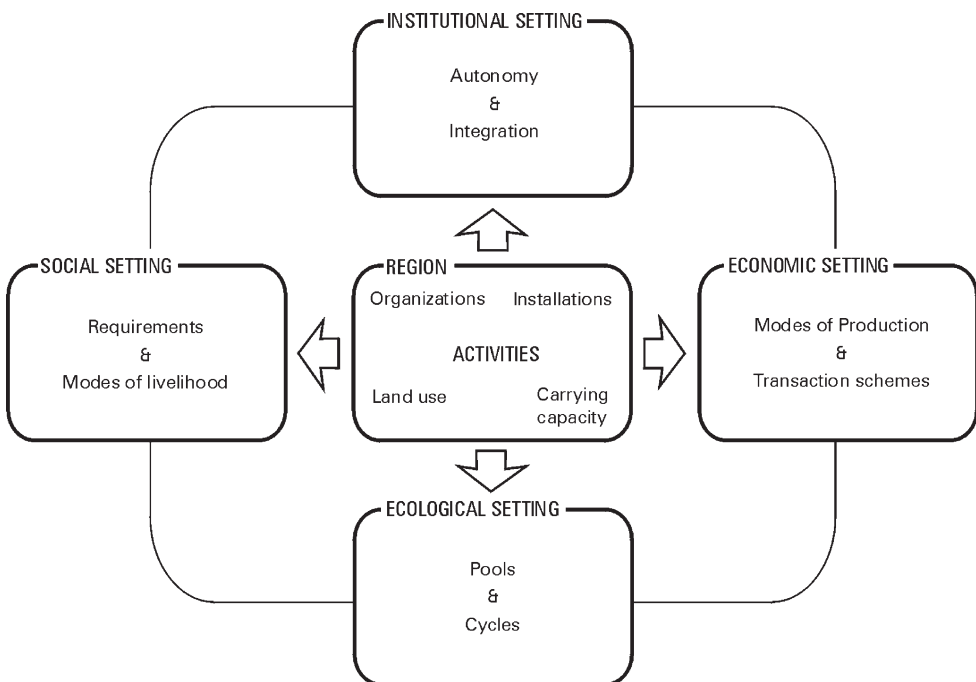 INSTITUTIONAL SETTING
Autonomy
&
Integration
SOCIAL SETTING
Requirements
&
Modes of livelihood
REGION
Organizations Installations
ACTIVITIES
Land use
Carrying
capacity
ECONOMIC SETTING
Modes of Production
&
Transaction schemes
ECOLOGICAL SETTING
Pools
&
Cycles